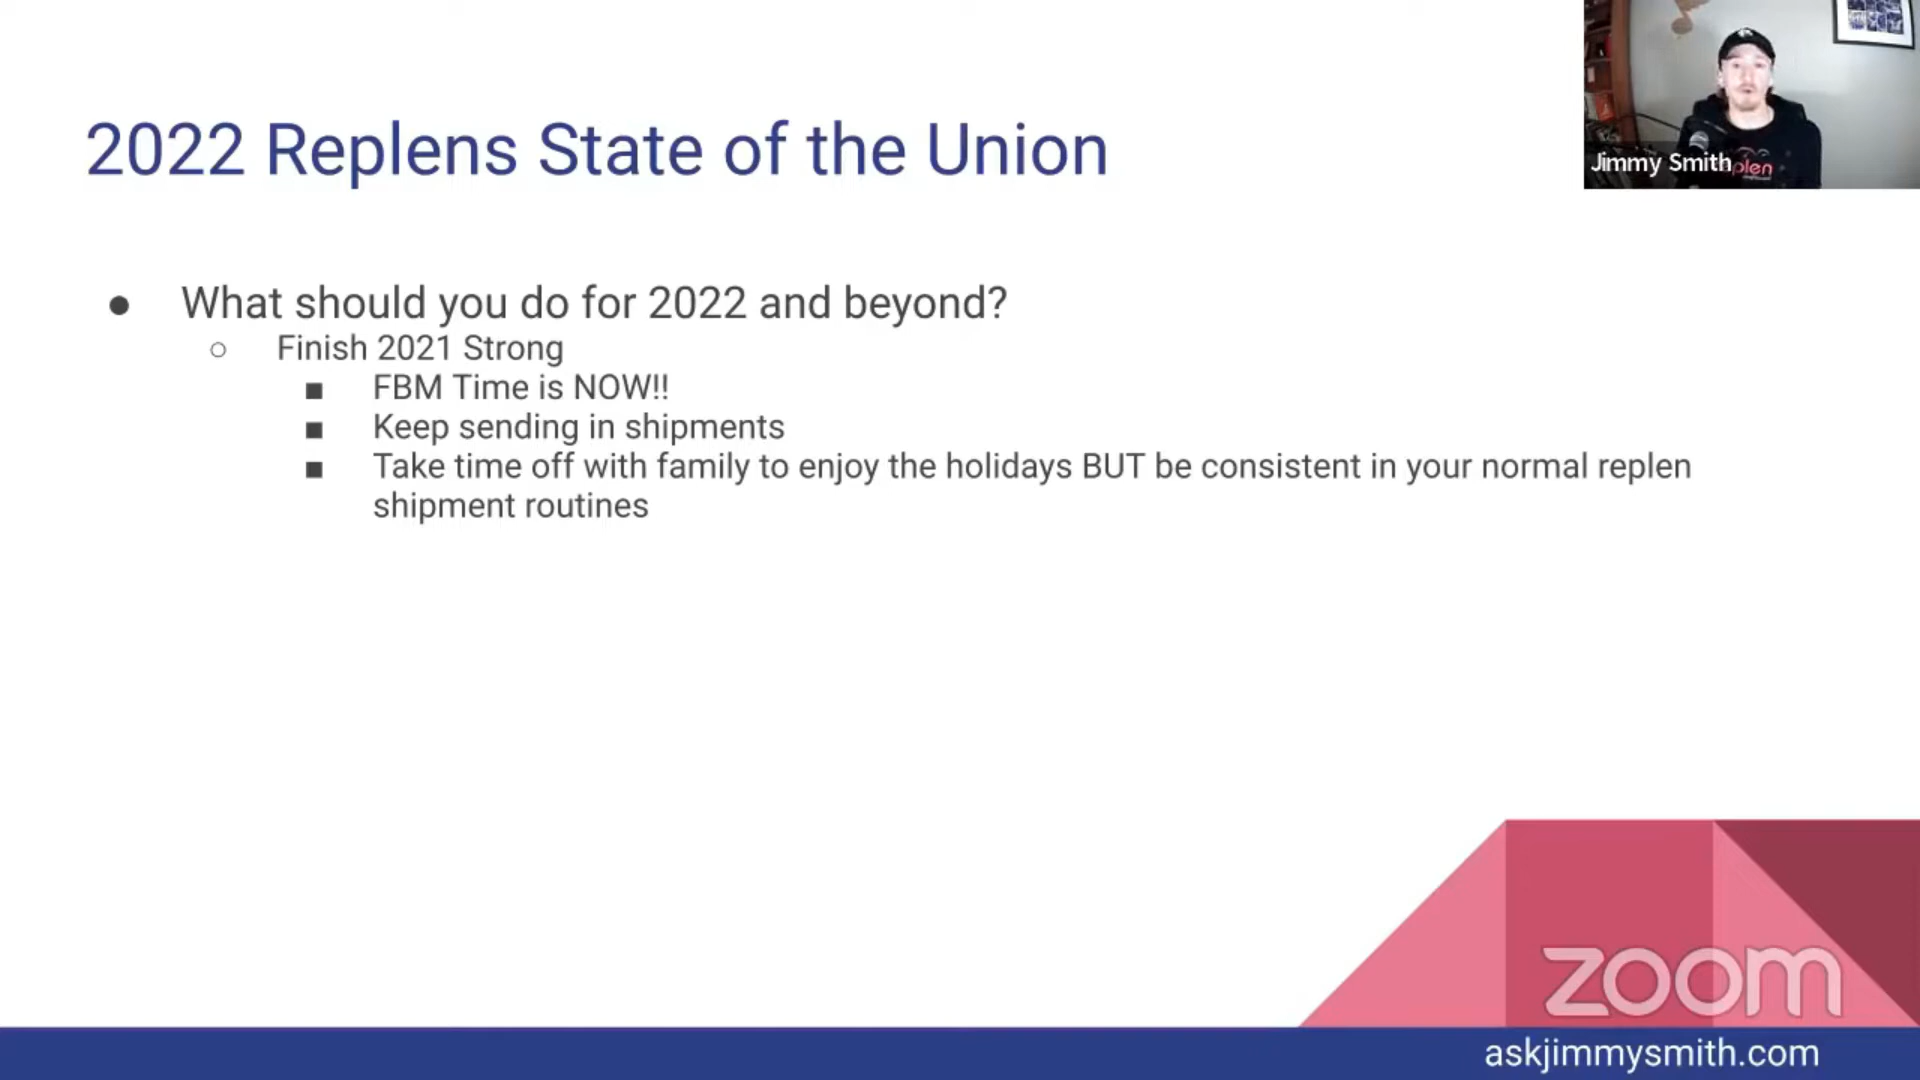 2022 Replens State of the Union
Jimmy Smith
plen
● What should you do for 2022 and beyond?
○ Finish 2021 Strong
■ FBM Time is NOW!!
■ Keep sending in shipments
■ Take time off with family to enjoy the holidays BUT be consistent in your normal replen
shipment routines
zoom
askjimmysmith.com